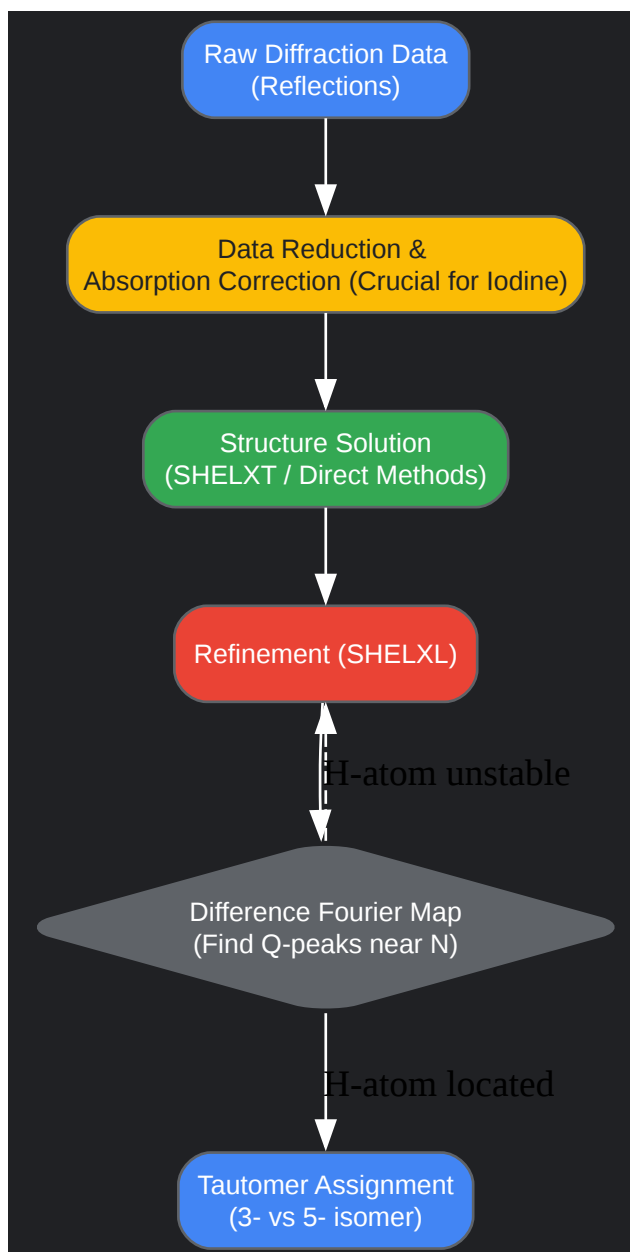 Raw Diffraction Data
(Reflections)
Data Reduction &
Absorption Correction (Crucial for Iodine)
Structure Solution
(SHELXT / Direct Methods)
Refinement (SHELXL)
H-atom unstable
Difference Fourier Map
(Find Q-peaks near N)
H-atom located
Tautomer Assignment
(3- vs 5- isomer)